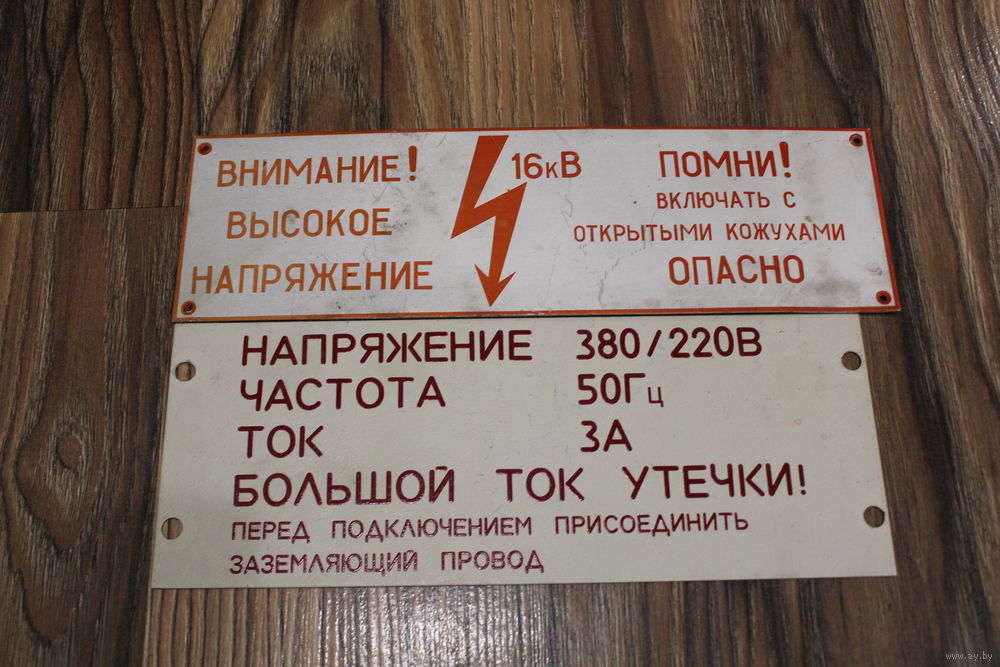 ВНИМАНИЕ!
ВЫСОКОЕ
НАПРЯЖЕНИЕ
16кВ
ПОМНИ!
ВКЛЮЧАТЬ С
ОТКРЫТЫМИ КОЖУХАМИ
ОПАСНО
НАПРЯЖЕНИЕ 380/220В
ЧАСТОТА 50Гц
ТОК 3А
БОЛЬШОЙ ТОК УТЕЧКИ!
ПЕРЕД ПОДКЛЮЧЕНИЕМ ПРИСОЕДИНИТЬ
ЗАЗЕМЛЯЮЩИЙ ПРОВОД
www.ay.by